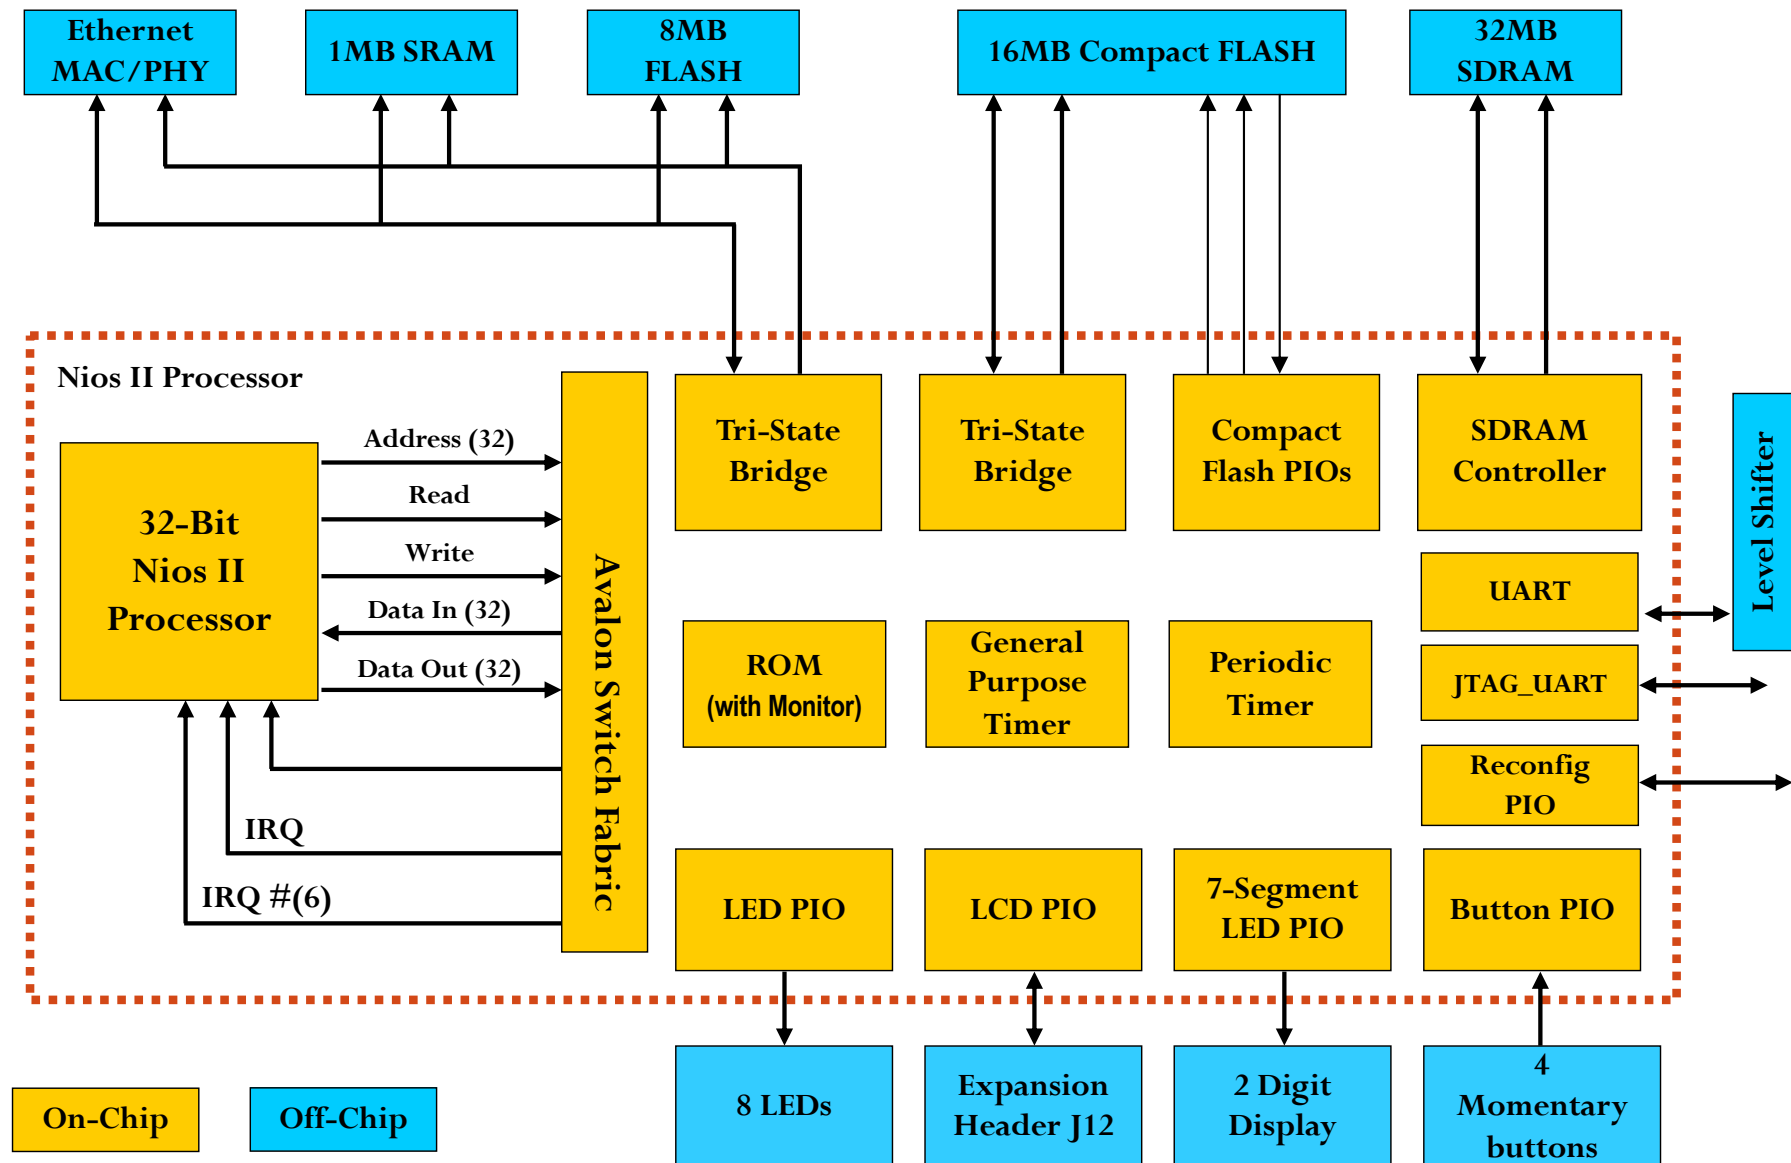 Ethernet
MAC/PHY
1MB SRAM
8MB
FLASH
16MB Compact FLASH
32MB
SDRAM
Nios II Processor
32-Bit
Nios II
Processor
Address (32)
Read
Write
Data In (32)
Data Out (32)
IRQ
IRQ #(6)
Avalon Switch Fabric
Tri-State
Bridge
Tri-State
Bridge
Compact
Flash PIOs
SDRAM
Controller
Level Shifter
UART
ROM
(with Monitor)
General
Purpose
Timer
Periodic
Timer
JTAG_UART
Reconfig
PIO
LED PIO
LCD PIO
7-Segment
LED PIO
Button PIO
8 LEDs
Expansion
Header J12
2 Digit
Display
4
Momentary
buttons
On-Chip
Off-Chip